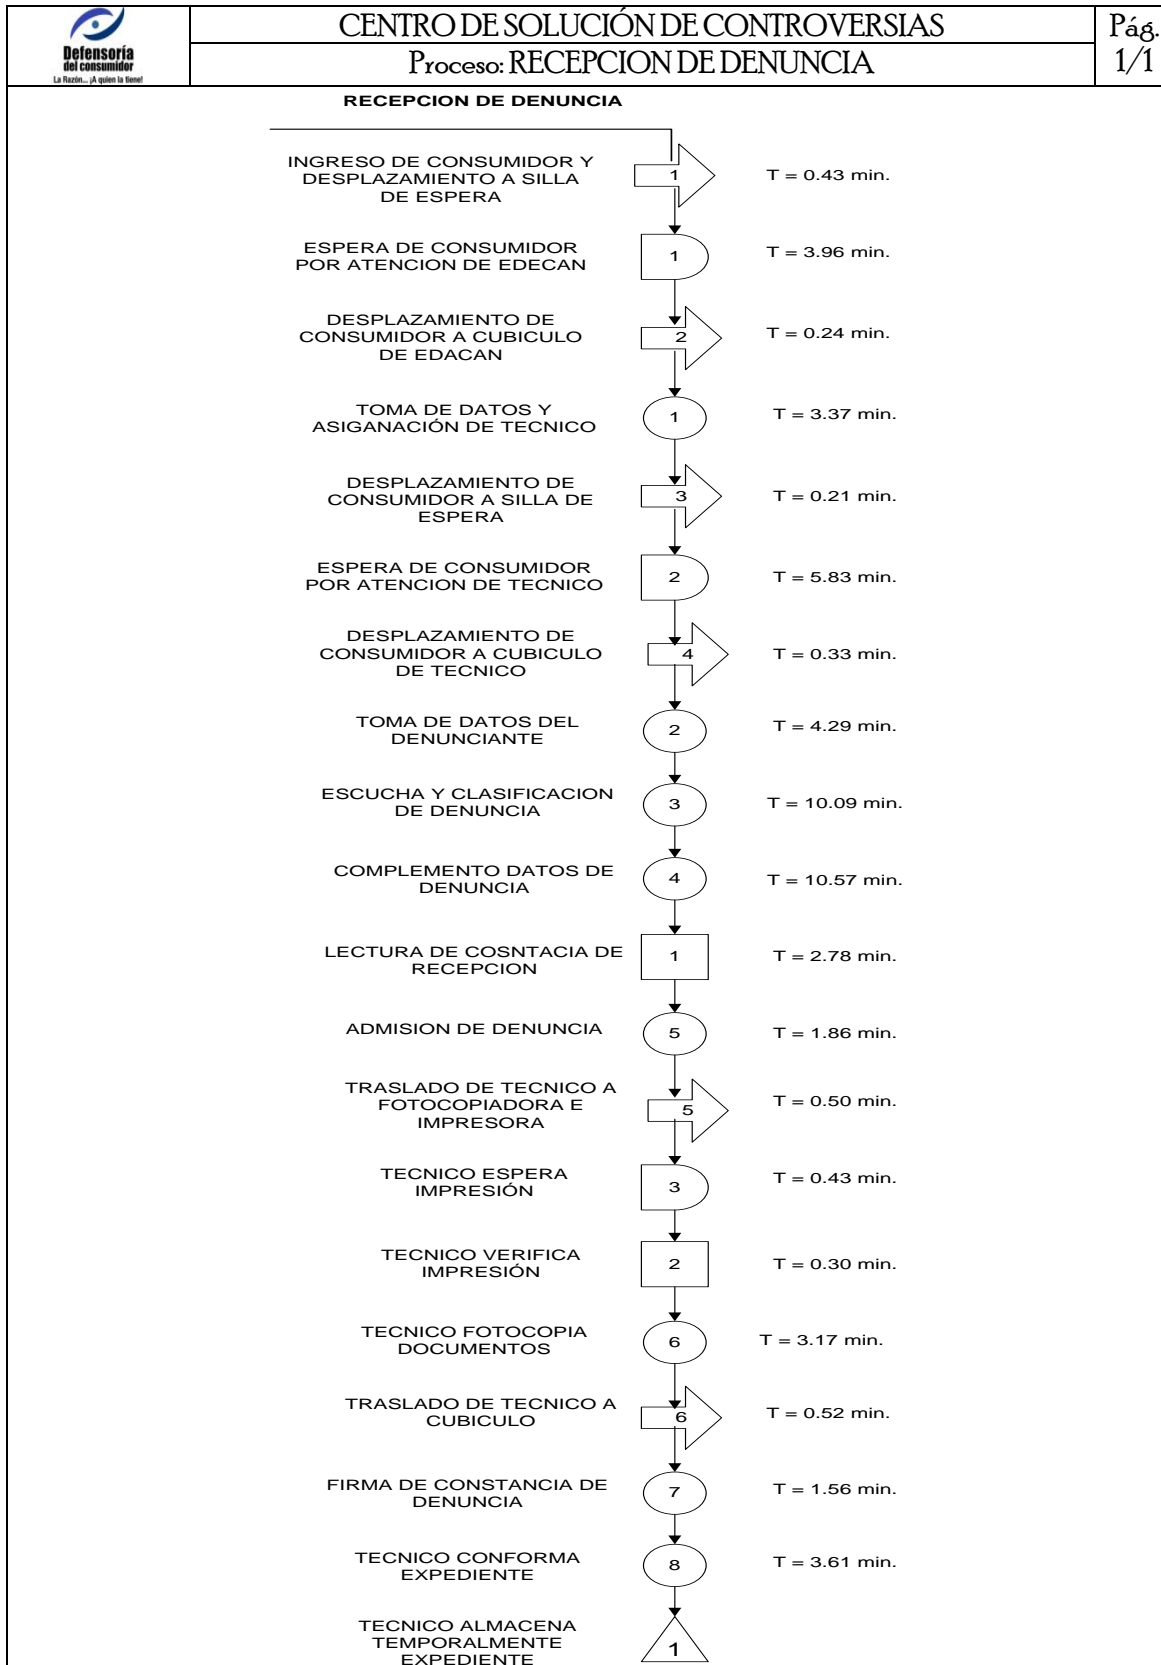 Defensoría
del consumidor
La Razón... ¡A quien la tiene!
CENTRO DE SOLUCIÓN DE CONTROVERSIAS
Proceso: RECEPCION DE DENUNCIA
Pág.
1/1
RECEPCION DE DENUNCIA
INGRESO DE CONSUMIDOR Y
DESPLAZAMIENTO A SILLA
DE ESPERA
1
T = 0.43 min.
ESPERA DE CONSUMIDOR
POR ATENCION DE EDECAN
1
T = 3.96 min.
DESPLAZAMIENTO DE
CONSUMIDOR A CUBICULO
DE EDACAN
2
T = 0.24 min.
TOMA DE DATOS Y
ASIGANACIÓN DE TECNICO
1
T = 3.37 min.
DESPLAZAMIENTO DE
CONSUMIDOR A SILLA DE
ESPERA
3
T = 0.21 min.
ESPERA DE CONSUMIDOR
POR ATENCION DE TECNICO
2
T = 5.83 min.
DESPLAZAMIENTO DE
CONSUMIDOR A CUBICULO
DE TECNICO
4
T = 0.33 min.
TOMA DE DATOS DEL
DENUNCIANTE
2
T = 4.29 min.
ESCUCHA Y CLASIFICACION
DE DENUNCIA
3
T = 10.09 min.
COMPLEMENTO DATOS DE
DENUNCIA
4
T = 10.57 min.
LECTURA DE COSNTACIA DE
RECEPCION
1
T = 2.78 min.
ADMISION DE DENUNCIA
5
T = 1.86 min.
TRASLADO DE TECNICO A
FOTOCOPIADORA E
IMPRESORA
5
T = 0.50 min.
TECNICO ESPERA
IMPRESIÓN
3
T = 0.43 min.
TECNICO VERIFICA
IMPRESIÓN
2
T = 0.30 min.
TECNICO FOTOCOPIA
DOCUMENTOS
6
T = 3.17 min.
TRASLADO DE TECNICO A
CUBICULO
6
T = 0.52 min.
FIRMA DE CONSTANCIA DE
DENUNCIA
7
T = 1.56 min.
TECNICO CONFORMA
EXPEDIENTE
8
T = 3.61 min.
TECNICO ALMACENA
TEMPORALMENTE
EXPEDIENTE
1